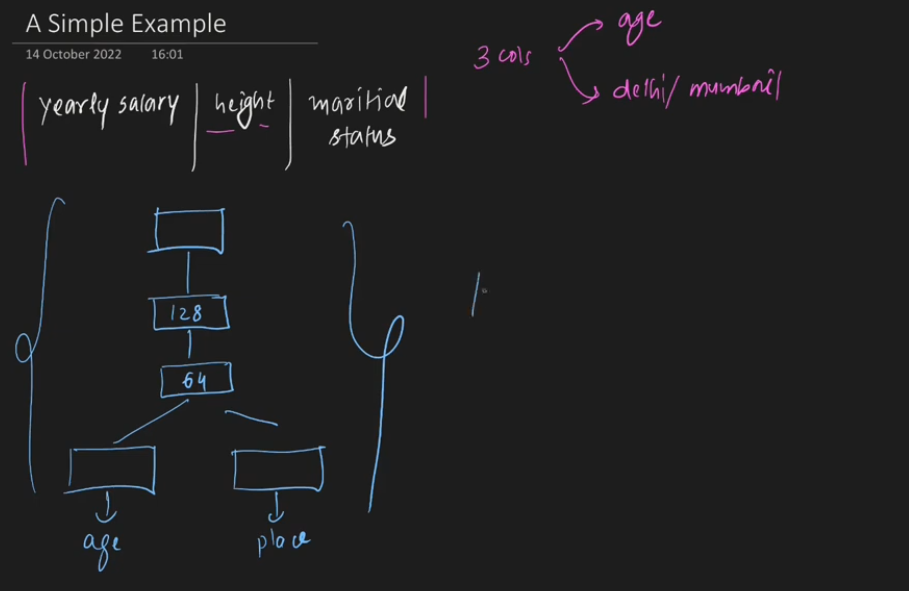 A Simple Example
14 October 2022 16:01
3 cols
age
delhi/ mumbai
yearly salary height maritial
status
128
64
age place